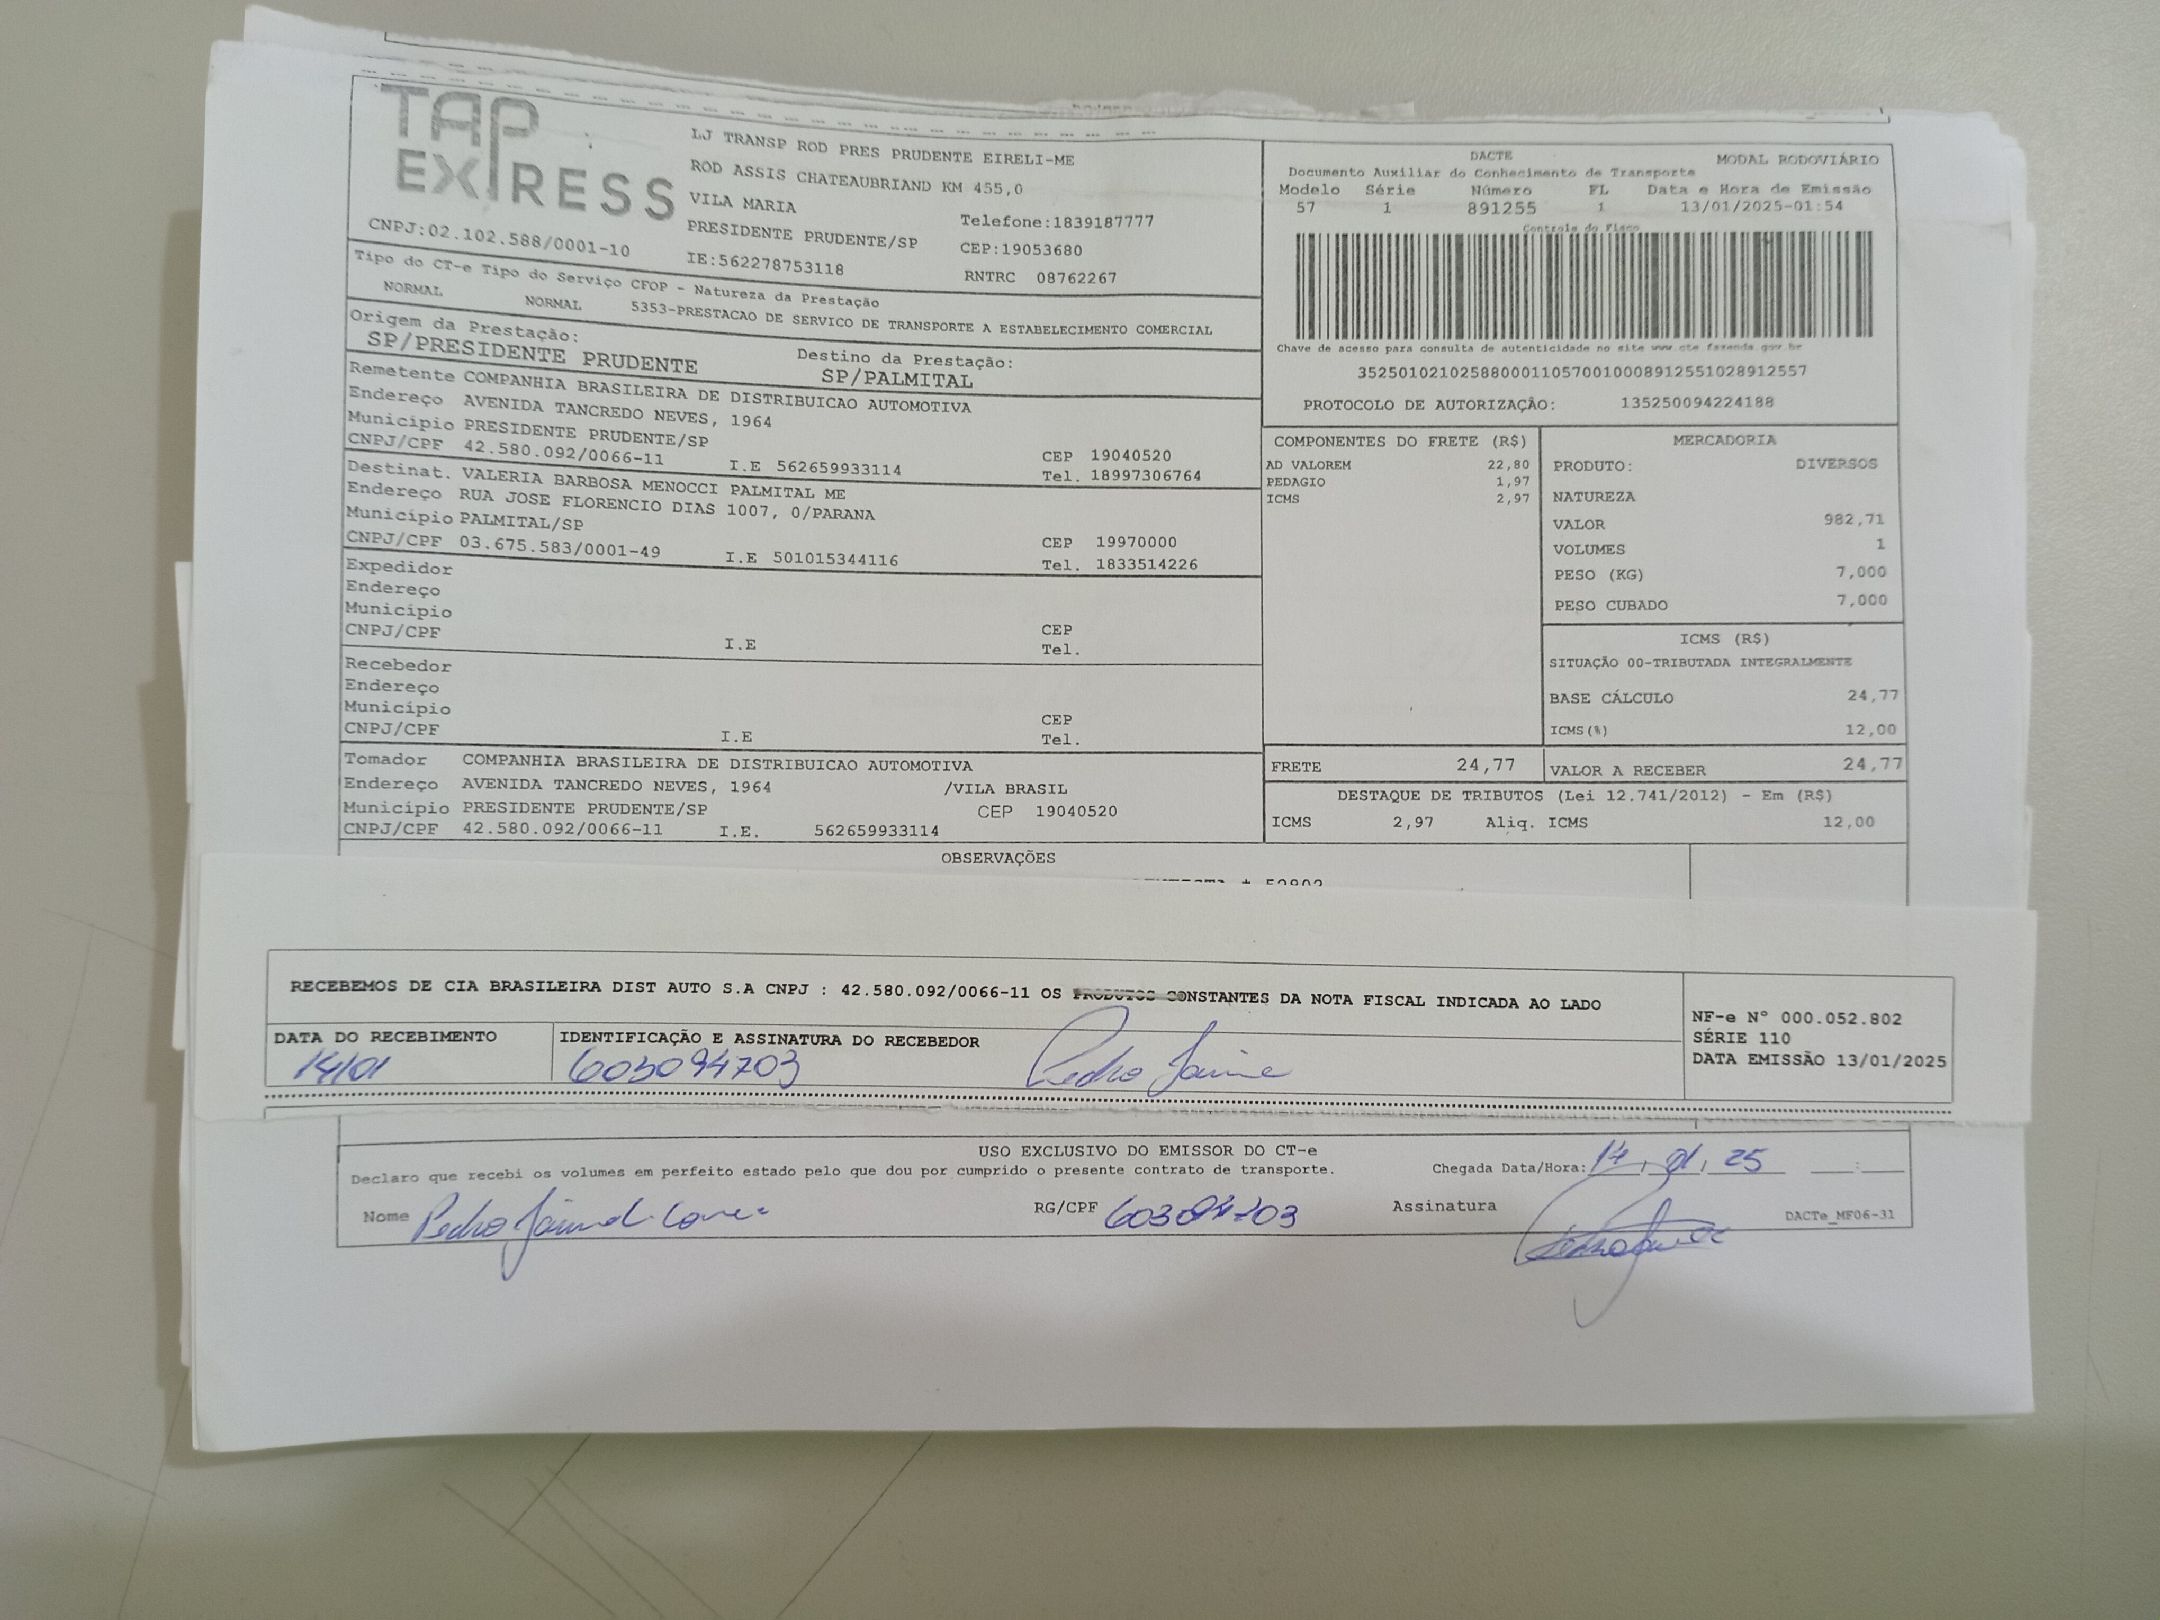 TAP
EXPRESS
CNPJ:02.102.588/0001-10
LJ TRANSP ROD PRES PRUDENTE EIRELI-ME
ROD ASSIS CHATEAUBRIAND KM 455,0
VILA MARIA
PRESIDENTE PRUDENTE/SP
IE:562278753118
Telefone:1839187777
CEP:19053680
RNTRC 08762267
DACTE MODAL RODOVIÁRIO
Documento Auxiliar do Conhecimento de Transporte
Modelo Série Número FL Data e Hora de Emissão
57 1 891255 1 13/01/2025-01:54
Controle do Fisco
Chave de acesso para consulta de autenticidade no site www.cte.fazenda.gov.br
35250102102588000110570010008912551028912557
PROTOCOLO DE AUTORIZAÇÃO: 135250094224188
Tipo do CT-e Tipo do Serviço CFOP - Natureza da Prestação
NORMAL NORMAL 5353-PRESTACAO DE SERVICO DE TRANSPORTE A ESTABELECIMENTO COMERCIAL
Origem da Prestação: Destino da Prestação:
SP/PRESIDENTE PRUDENTE SP/PALMITAL
Remetente COMPANHIA BRASILEIRA DE DISTRIBUICAO AUTOMOTIVA
Endereço AVENIDA TANCREDO NEVES, 1964
Município PRESIDENTE PRUDENTE/SP CEP 19040520
CNPJ/CPF 42.580.092/0066-11 I.E 562659933114 Tel. 18997306764
Destinat. VALERIA BARBOSA MENOCCI PALMITAL ME
Endereço RUA JOSE FLORENCIO DIAS 1007, 0/PARANA
Município PALMITAL/SP CEP 19970000
CNPJ/CPF 03.675.583/0001-49 I.E 501015344116 Tel. 1833514226
Expedidor
Endereço
Município CEP
CNPJ/CPF I.E Tel.
Recebedor
Endereço
Município CEP
CNPJ/CPF I.E Tel.
Tomador COMPANHIA BRASILEIRA DE DISTRIBUICAO AUTOMOTIVA
Endereço AVENIDA TANCREDO NEVES, 1964 /VILA BRASIL
Município PRESIDENTE PRUDENTE/SP CEP 19040520
CNPJ/CPF 42.580.092/0066-11 I.E. 562659933114
COMPONENTES DO FRETE (R$)
AD VALOREM 22,80
PEDAGIO 1,97
ICMS 2,97
MERCADORIA
PRODUTO: DIVERSOS
NATUREZA
VALOR 982,71
VOLUMES 1
PESO (KG) 7,000
PESO CUBADO 7,000
ICMS (R$)
SITUAÇÃO 00-TRIBUTADA INTEGRALMENTE
BASE CÁLCULO 24,77
ICMS(%) 12,00
FRETE 24,77 VALOR A RECEBER 24,77
DESTAQUE DE TRIBUTOS (Lei 12.741/2012) - Em (R$)
ICMS 2,97 Aliq. ICMS 12,00
OBSERVAÇÕES
RECEBEMOS DE CIA BRASILEIRA DIST AUTO S.A CNPJ : 42.580.092/0066-11 OS PRODUTOS CONSTANTES DA NOTA FISCAL INDICADA AO LADO
DATA DO RECEBIMENTO IDENTIFICAÇÃO E ASSINATURA DO RECEBEDOR
14/01 603094703 Pedro Jaime
NF-e N° 000.052.802
SÉRIE 110
DATA EMISSÃO 13/01/2025
USO EXCLUSIVO DO EMISSOR DO CT-e
Declaro que recebi os volumes em perfeito estado pelo que dou por cumprido o presente contrato de transporte. Chegada Data/Hora: 14, 01, 25
Nome Pedro RG/CPF 603094703 Assinatura DACTe_MF06-31